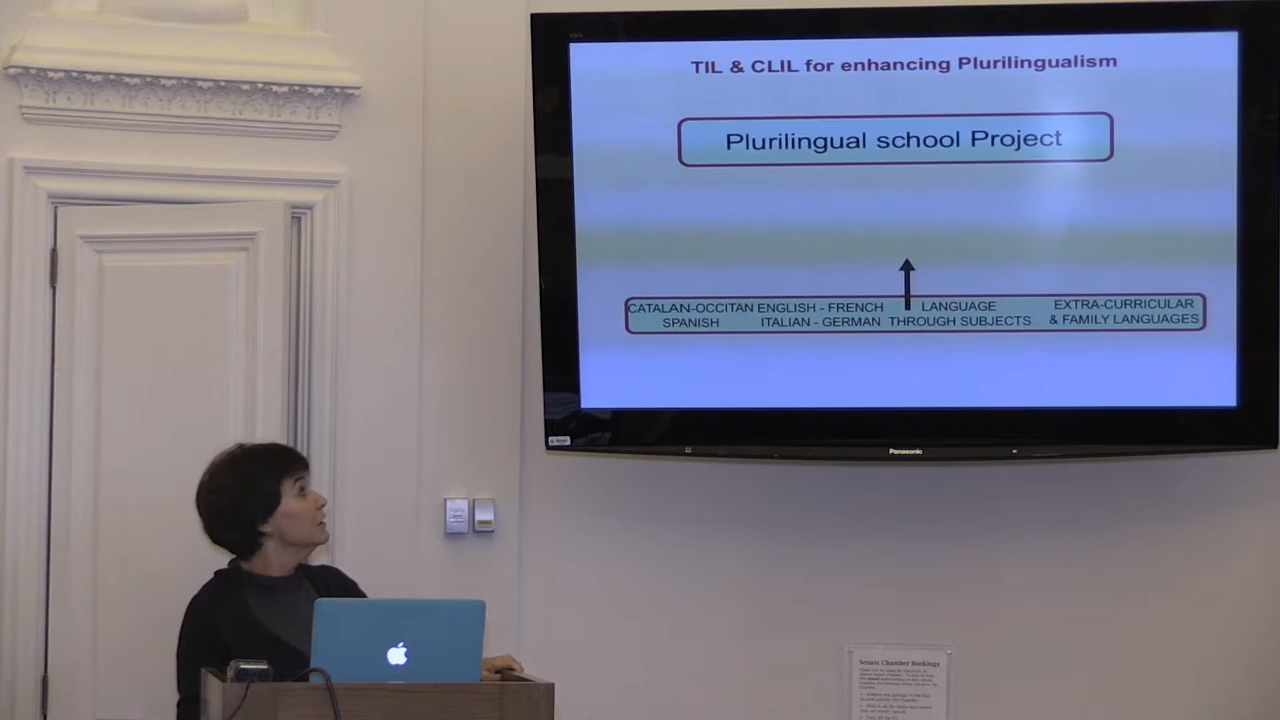 TIL & CLIL for enhancing Plurilingualism
Plurilingual school Project
CATALAN-OCCITAN
SPANISH
ENGLISH - FRENCH
ITALIAN - GERMAN
LANGUAGE
THROUGH SUBJECTS
EXTRA-CURRICULAR
& FAMILY LANGUAGES
Panasonic
Senate Chamber Bookings